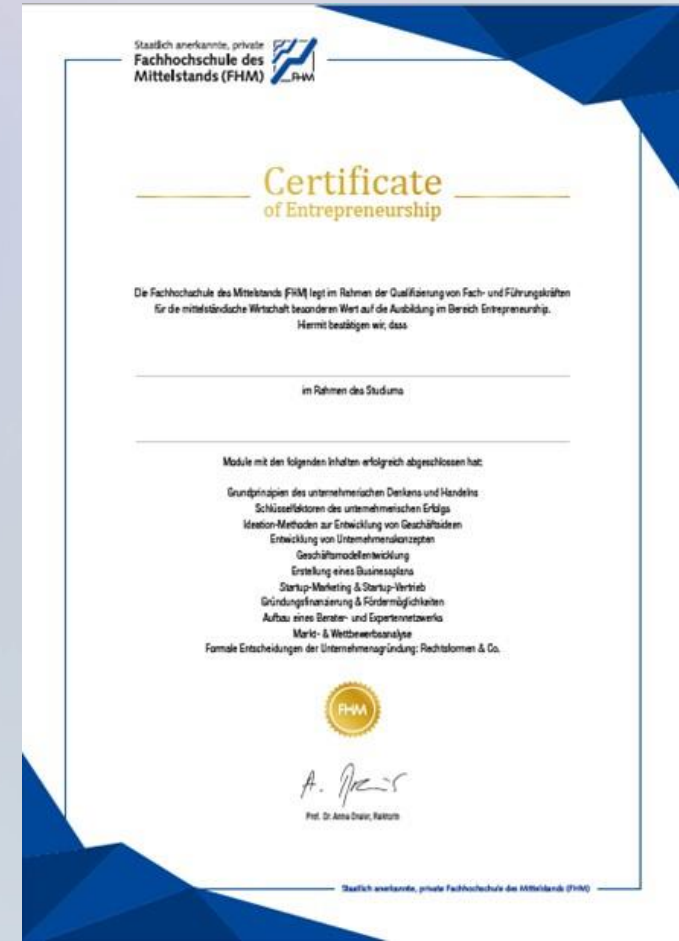 Staatlich anerkannte, private
Fachhochschule des
Mittelstands (FHM)
FHM
Certificate
of Entrepreneurship
Die Fachhochschule des Mittelstands (FHM) legt im Rahmen der Qualifizierung von Fach- und Führungskräften
für die mittelständische Wirtschaft besonderen Wert auf die Ausbildung im Bereich Entrepreneurship.
Hiermit bestätigen wir, dass
im Rahmen des Studiums
Module mit den folgenden Inhalten erfolgreich abgeschlossen hat:
Grundprinzipien des unternehmerischen Denkens und Handelns
Schlüsselfaktoren des unternehmerischen Erfolgs
Ideation-Methoden zur Entwicklung von Geschäftsideen
Entwicklung von Unternehmenskonzepten
Geschäftsmodellentwicklung
Erstellung eines Businessplans
Startup-Marketing & Startup-Vertrieb
Gründungsfinanzierung & Fördermöglichkeiten
Aufbau eines Berater- und Expertennetzwerks
Markt- & Wettbewerbsanalyse
Formale Entscheidungen der Unternehmensgründung: Rechtsformen & Co.
FHM
A.
Prof. Dr. Anna Rektorin
Staatlich anerkannte, private Fachhochschule des Mittelstands (FHM)